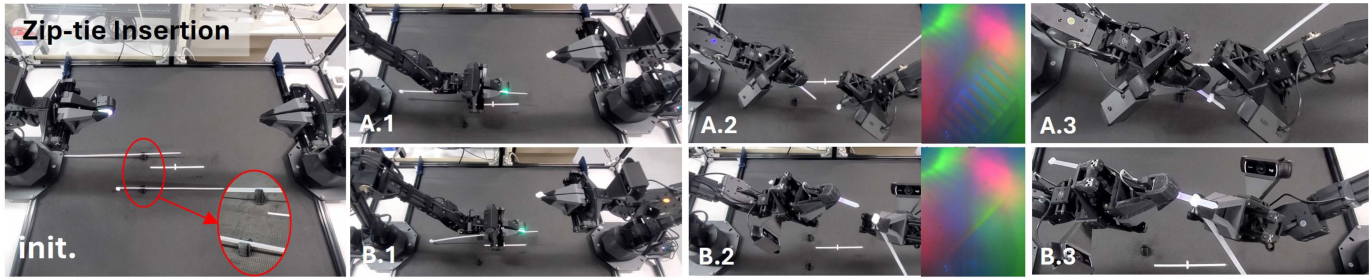 Zip-tie Insertion
init.
A.1
A.2
A.3
B.1
B.2
B.3